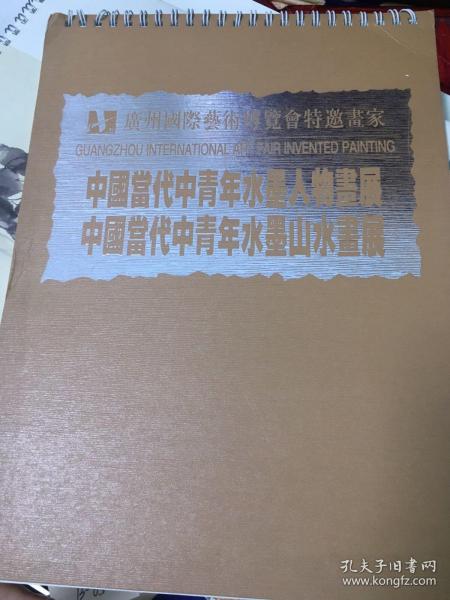 廣州國際藝術博覽會特邀畫家
GUANGZHOU INTERNATIONAL ART FAIR INVENTED PAINTING
中國當代中青年水墨人物畫展
中國當代中青年水墨山水畫展
孔夫子旧书网
www.kongfz.com